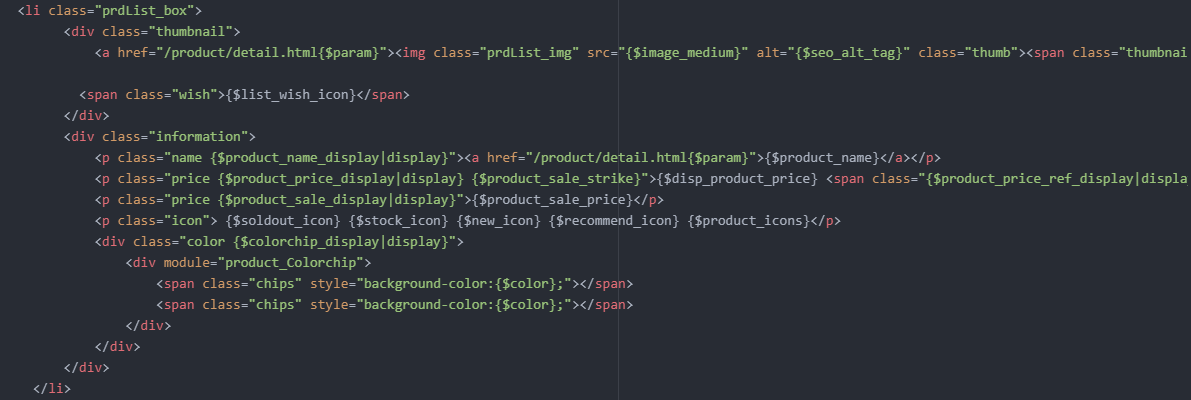 <li class="prdList_box">
<div class="thumbnail">
<a href="/product/detail.html{$param}"><img class="prdList_img" src="{$image_medium}" alt="{$seo_alt_tag}" class="thumb"><span class="thumbnai
<span class="wish">{$list_wish_icon}</span>
</div>
<div class="information">
<p class="name {$product_name_display|display}"><a href="/product/detail.html{$param}">{$product_name}</a></p>
<p class="price {$product_price_display|display} {$product_sale_strike}">{$disp_product_price} <span class="{$product_price_ref_display|displa
<p class="price {$product_sale_display|display}">{$product_sale_price}</p>
<p class="icon"> {$soldout_icon} {$stock_icon} {$new_icon} {$recommend_icon} {$product_icons}</p>
<div class="color {$colorchip_display|display}">
<div module="product_Colorchip">
<span class="chips" style="background-color:{$color};"></span>
<span class="chips" style="background-color:{$color};"></span>
</div>
</div>
</div>
</li>